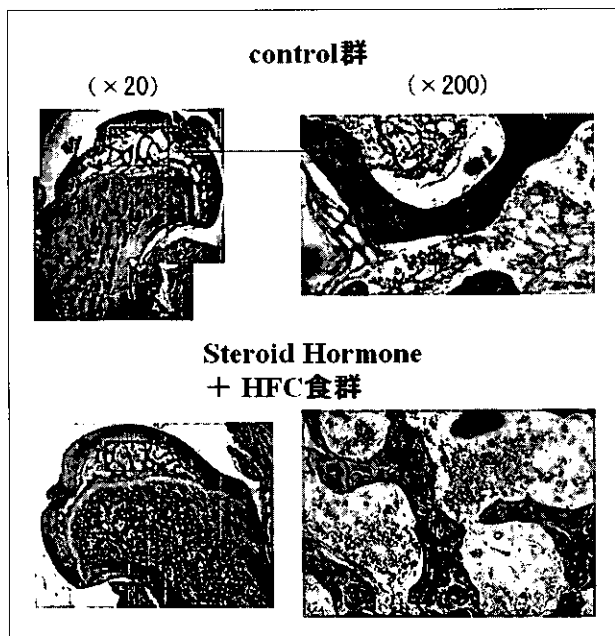 control群
(×20)
(×200)
Steroid Hormone
+ HFC食群